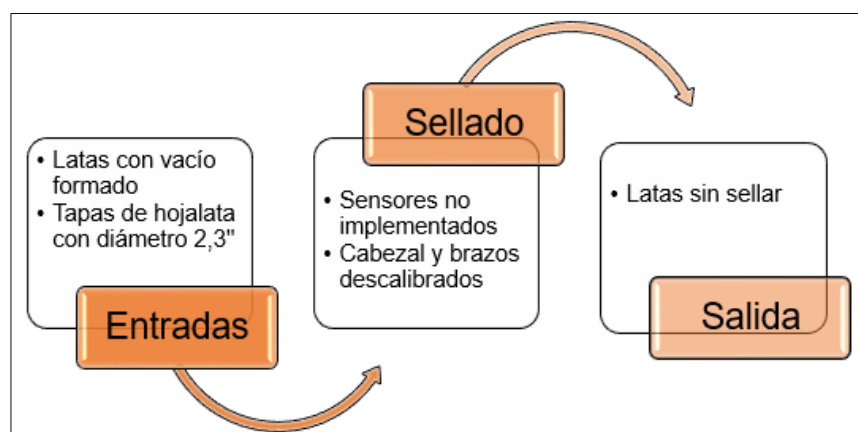 • Latas con vacío
formado
• Tapas de hojalata
con diámetro 2,3"
Entradas
Sellado
• Sensores no
implementados
• Cabezal y brazos
descalibrados
• Latas sin sellar
Salida